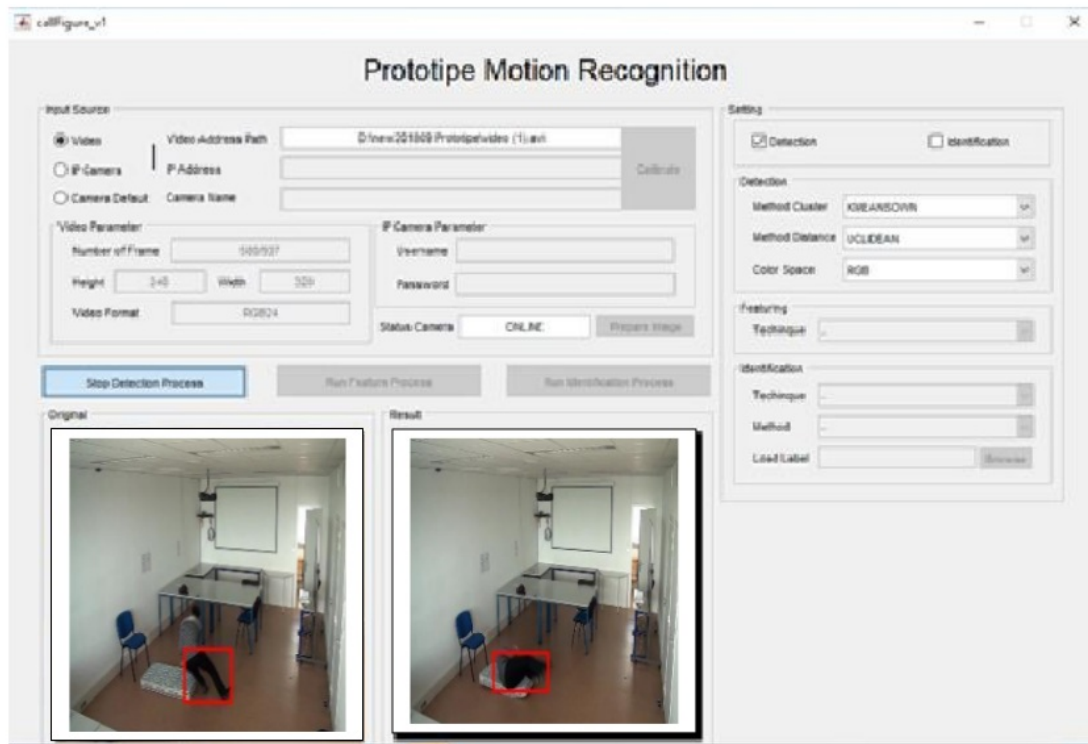 callFigure_v1
Prototipe Motion Recognition
Input Source
Video
Video Address Path
IP Camera
IP Address
Calibrate
Camera Default
Camera Name
Video Parameter
Number of Frame
Height
Width
Video Format
RGB24
IP Camera Parameter
Username
Password
Status Camera
ONLINE
Prepare Image
Stop Detection Process
Run Feature Process
Run Identification Process
Original
Result
Setting
Detection
Identification
Detection
Method Cluster
KMEANSOWN
Method Distance
UCLIDEAN
Color Space
RGB
Featuring
Techinque
Identification
Techinque
Method
Load Label
Browse